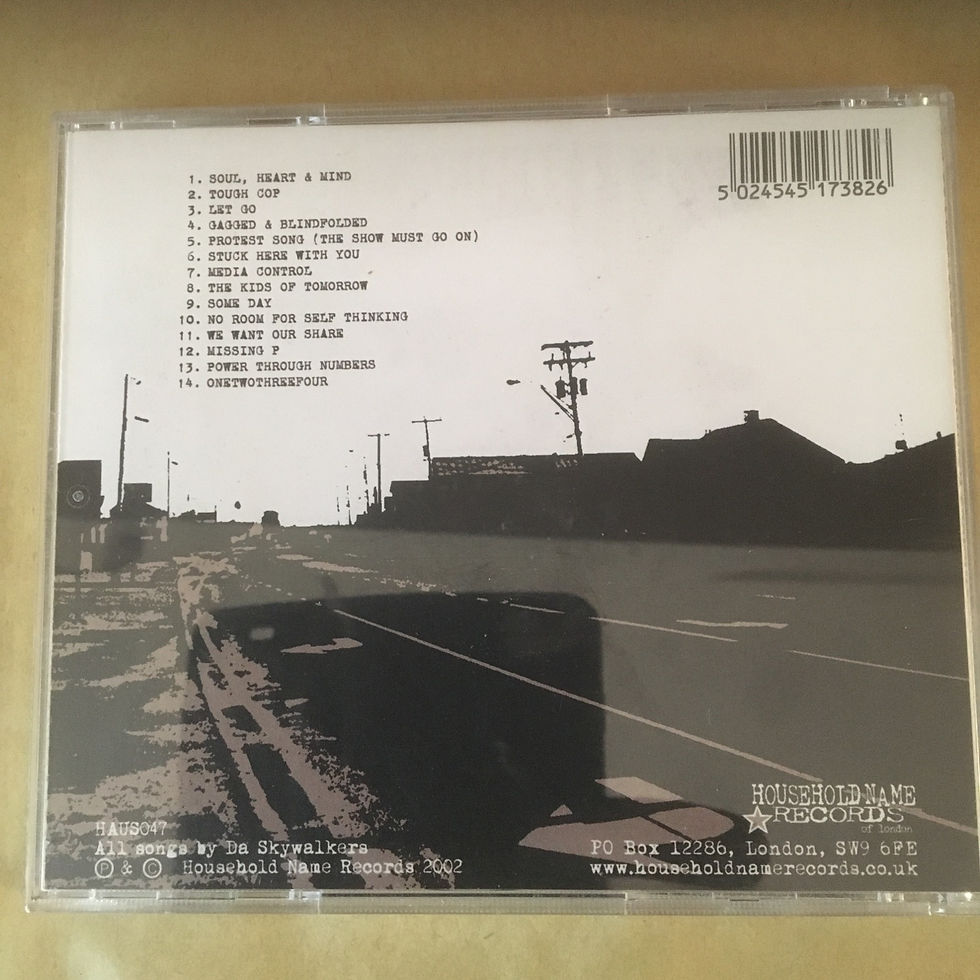 1. SOUL, HEART & MIND
2. TOUGH COP
3. LET GO
4. GAGGED & BLINDFOLDED
5. PROTEST SONG (THE SHOW MUST GO ON)
6. STUCK HERE WITH YOU
7. MEDIA CONTROL
8. THE KIDS OF TOMORROW
9. SOME DAY
10. NO ROOM FOR SELF THINKING
11. WE WANT OUR SHARE
12. MISSING P
13. POWER THROUGH NUMBERS
14. ONETWOTHREEFOUR
5 024545 173826
HAUS047
All songs by Da Skywalkers
Ⓟ & © Household Name Records 2002
HOUSEHOLD NAME
RECORDS
of london
PO Box 12286, London, SW9 6FE
www.householdnamerecords.co.uk